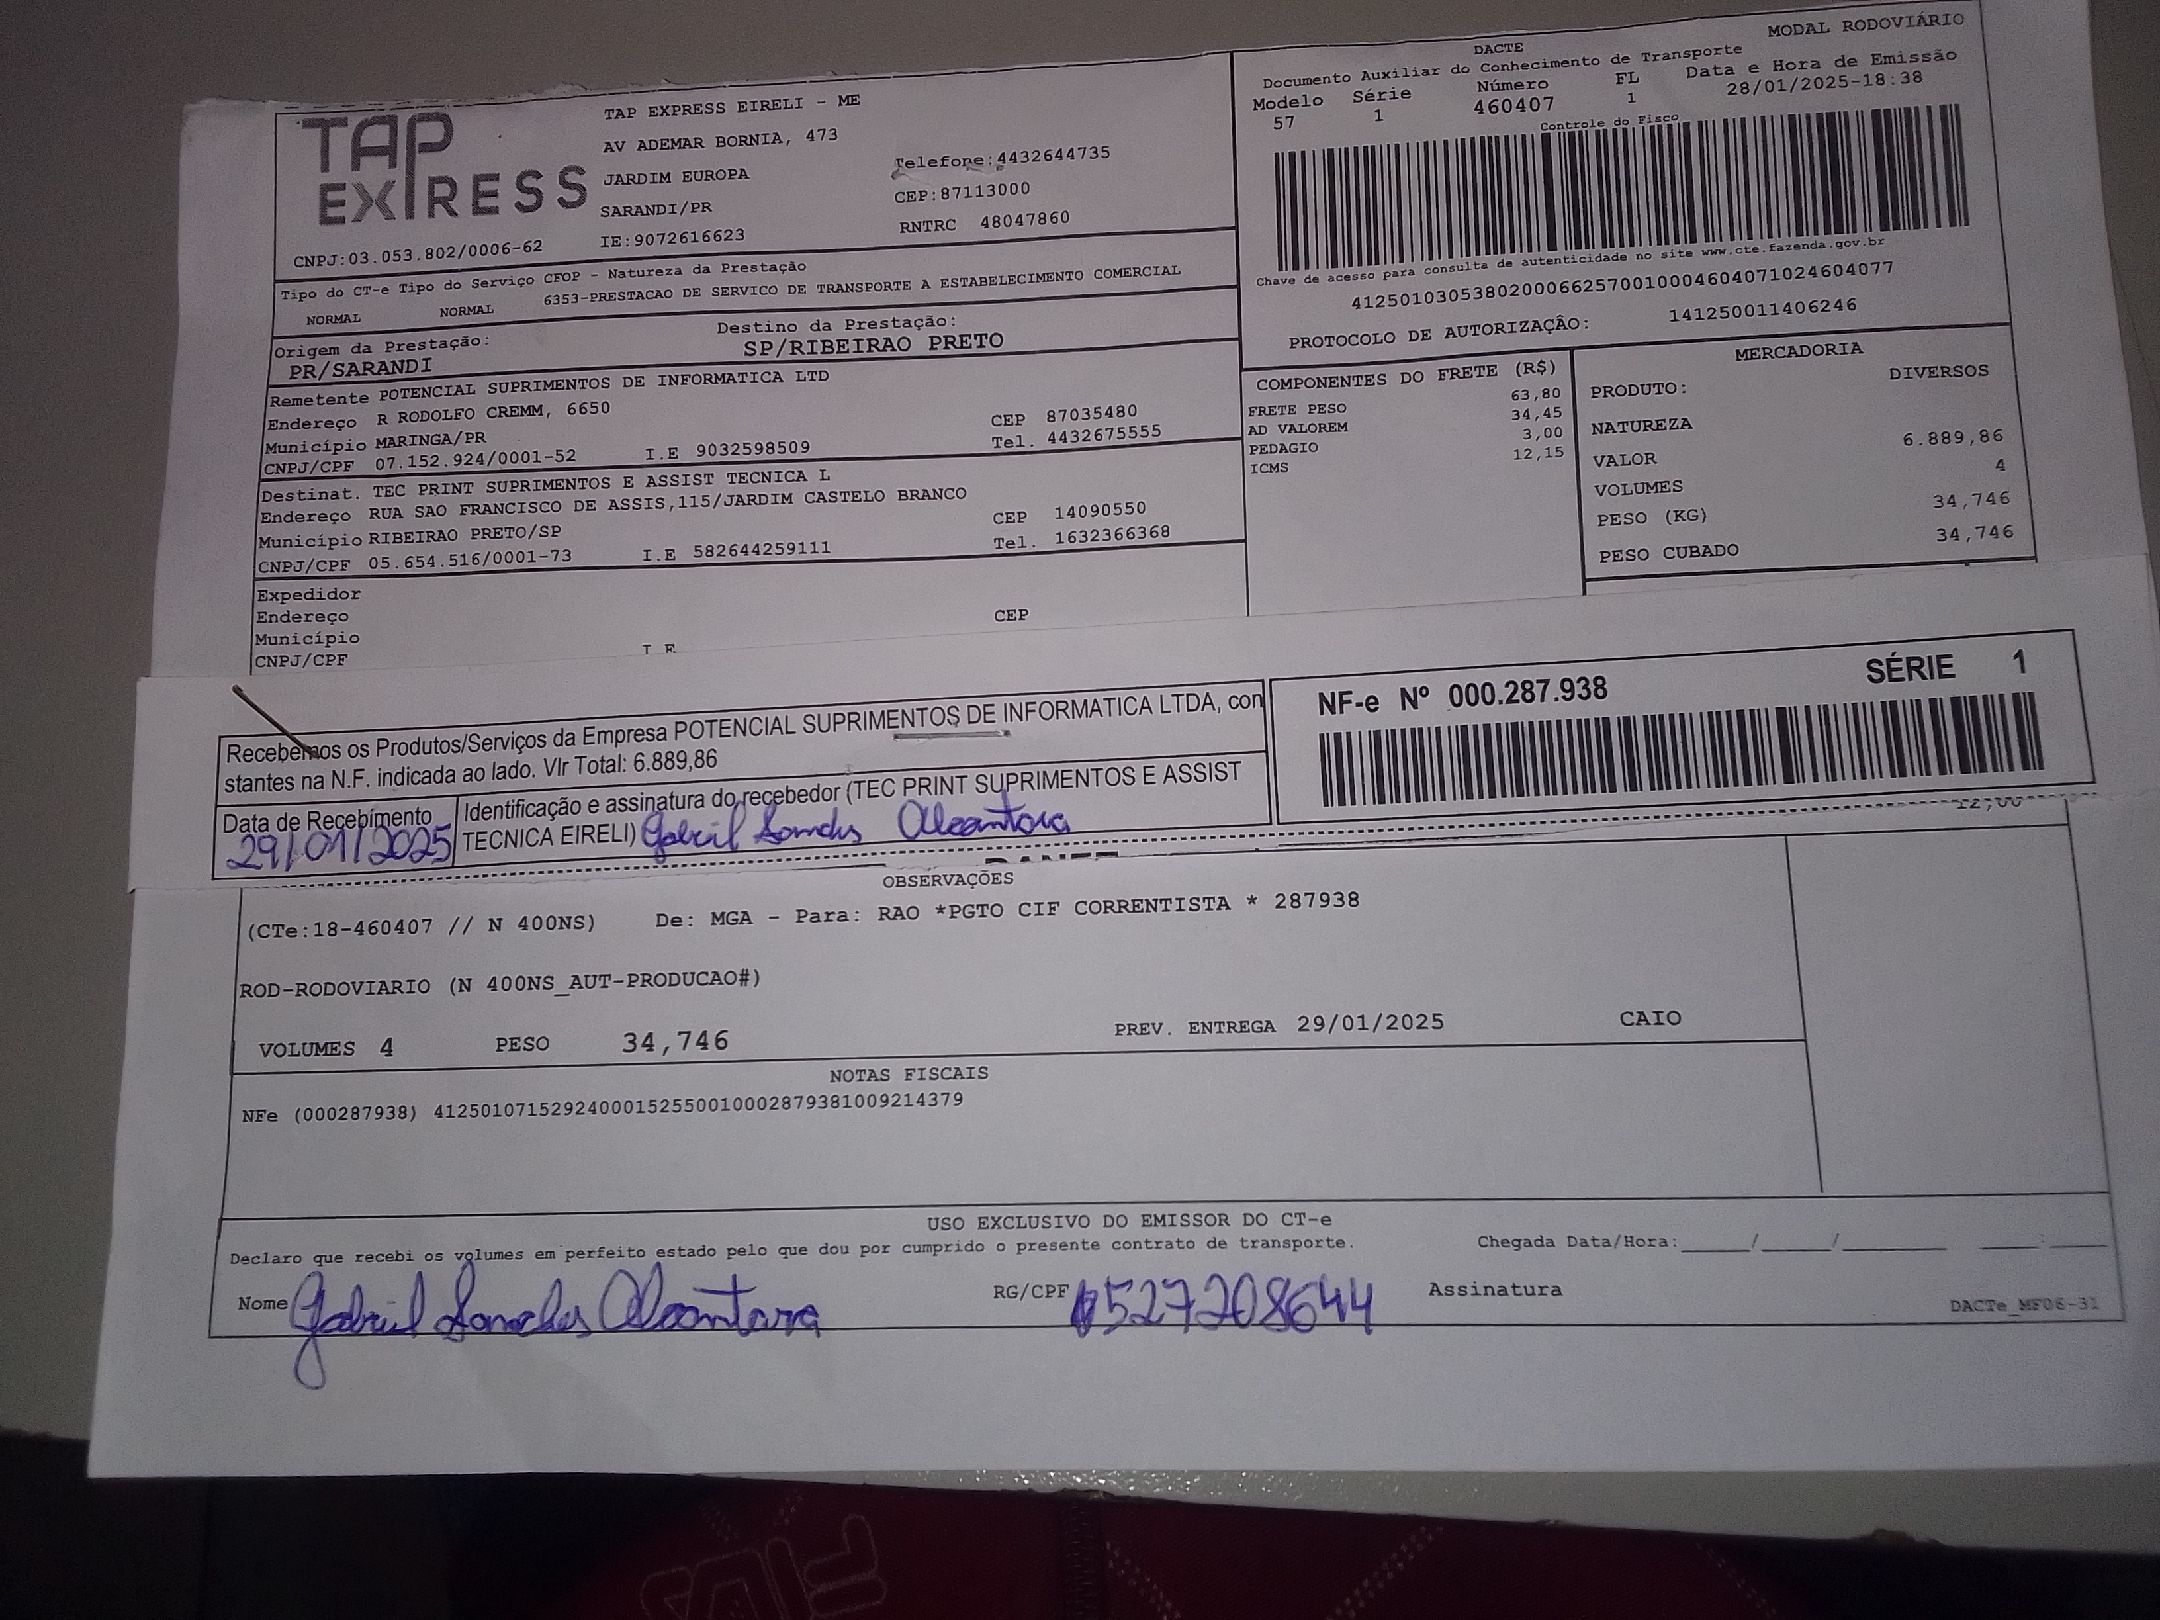 TAP
EXPRESS
TAP EXPRESS EIRELI - ME
AV ADEMAR BORNIA, 473
JARDIM EUROPA
SARANDI/PR
Telefone:4432644735
CEP:87113000
RNTRC 48047860
CNPJ:03.053.802/0006-62 IE:9072616623
MODAL RODOVIÁRIO
DACTE
Documento Auxiliar do Conhecimento de Transporte
Modelo Série Número FL Data e Hora de Emissão
57 1 460407 1 28/01/2025-18:38
Controle do Fisco
Chave de acesso para consulta de autenticidade no site www.cte.fazenda.gov.br
41250103053802000662570010004604071024604077
PROTOCOLO DE AUTORIZAÇÃO: 141250011406246
Tipo do CT-e Tipo do Serviço CFOP - Natureza da Prestação
NORMAL NORMAL 6353-PRESTACAO DE SERVICO DE TRANSPORTE A ESTABELECIMENTO COMERCIAL
Origem da Prestação: Destino da Prestação:
PR/SARANDI SP/RIBEIRAO PRETO
Remetente POTENCIAL SUPRIMENTOS DE INFORMATICA LTD
Endereço R RODOLFO CREMM, 6650 CEP 87035480
Município MARINGA/PR Tel. 4432675555
CNPJ/CPF 07.152.924/0001-52 I.E 9032598509
Destinat. TEC PRINT SUPRIMENTOS E ASSIST TECNICA L
Endereço RUA SAO FRANCISCO DE ASSIS,115/JARDIM CASTELO BRANCO
Município RIBEIRAO PRETO/SP CEP 14090550
CNPJ/CPF 05.654.516/0001-73 I.E 582644259111 Tel. 1632366368
Expedidor
Endereço
Município CEP
CNPJ/CPF
COMPONENTES DO FRETE (R$)
FRETE PESO 63,80
AD VALOREM 34,45
PEDAGIO 3,00
ICMS 12,15
MERCADORIA
PRODUTO: DIVERSOS
NATUREZA
VALOR 6.889,86
VOLUMES 4
PESO (KG) 34,746
PESO CUBADO 34,746
Recebemos os Produtos/Serviços da Empresa POTENCIAL SUPRIMENTOS DE INFORMATICA LTDA, con
stantes na N.F. indicada ao lado. Vlr Total: 6.889,86
Data de Recebimento
29/01/2025
Identificação e assinatura do recebedor (TEC PRINT SUPRIMENTOS E ASSIST
TECNICA EIRELI) Gabriel Sanches Alcantara
NF-e Nº 000.287.938 SÉRIE 1
OBSERVAÇÕES
(CTe:18-460407 // N 400NS) De: MGA - Para: RAO *PGTO CIF CORRENTISTA * 287938
ROD-RODOVIARIO (N 400NS_AUT-PRODUCAO#)
VOLUMES 4 PESO 34,746 PREV. ENTREGA 29/01/2025 CAIO
NOTAS FISCAIS
NFe (000287938) 41250107152924000152550010002879381009214379
USO EXCLUSIVO DO EMISSOR DO CT-e
Declaro que recebi os volumes em perfeito estado pelo que dou por cumprido o presente contrato de transporte. Chegada Data/Hora:____/____/______ ___:___
Nome Gabriel Sanches Alcantara RG/CPF 527208644 Assinatura
DACTe_MF06-31